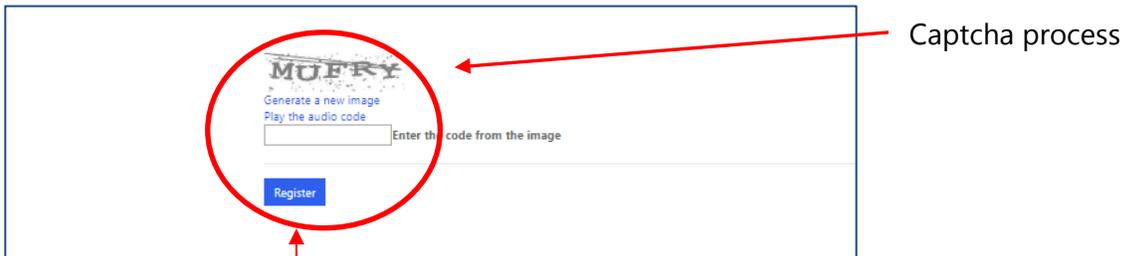 Captcha process
MUFRY
Generate a new image
Play the audio code
Enter the code from the image
Register